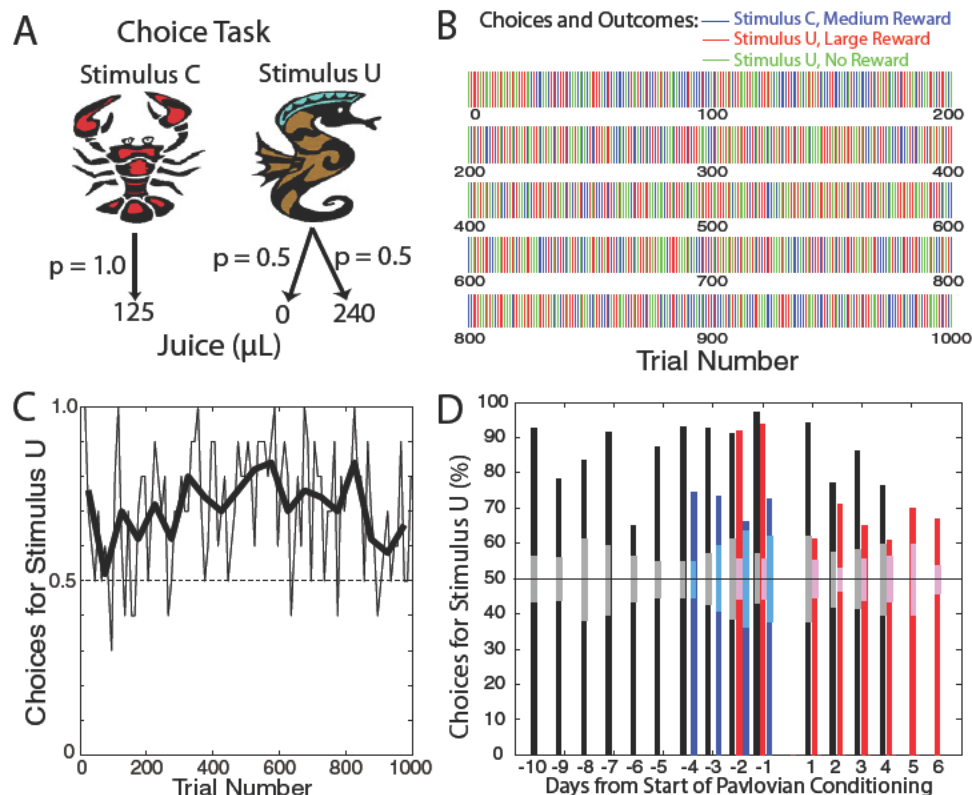 A
Choice Task
Stimulus C
Stimulus U
p = 1.0
p = 0.5
p = 0.5
125
0
240
Juice (µL)
B
Choices and Outcomes:
Stimulus C, Medium Reward
Stimulus U, Large Reward
Stimulus U, No Reward
0 100 200
200 300 400
400 500 600
600 700 800
800 900 1000
Trial Number
C
Choices for Stimulus U
1.0
0.5
0
0 200 400 600 800 1000
Trial Number
D
Choices for Stimulus U (%)
100
90
80
70
60
50
40
30
20
10
0
-10 -9 -8 -7 -6 -5 -4 -3 -2 -1 1 2 3 4 5 6
Days from Start of Pavlovian Conditioning